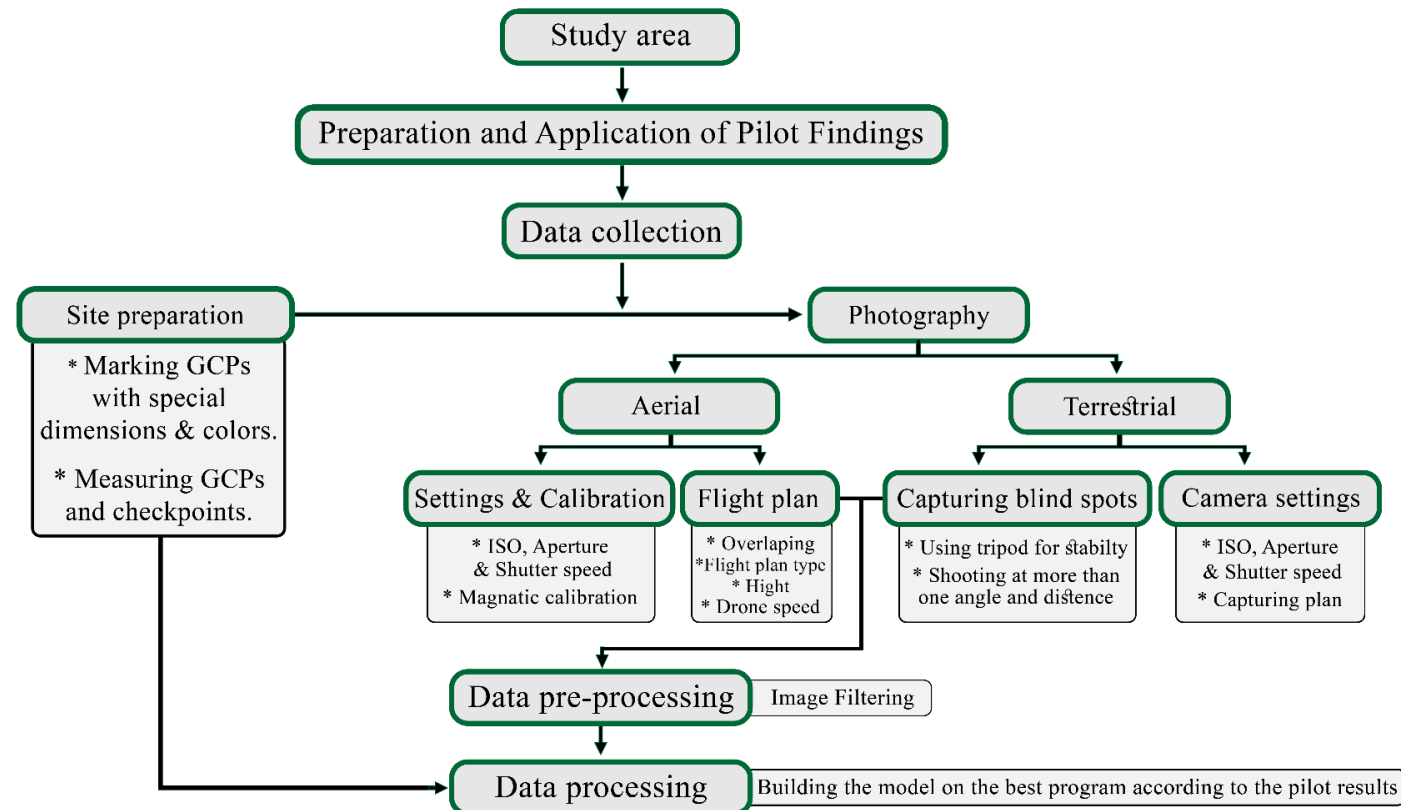 Study area
Preparation and Application of Pilot Findings
Data collection
Site preparation
* Marking GCPs
with special
dimensions & colors.
* Measuring GCPs
and checkpoints.
Photography
Aerial
Terrestrial
Settings & Calibration
* ISO, Aperture
& Shutter speed
* Magnatic calibration
Flight plan
* Overlaping
*Flight plan type
* Hight
* Drone speed
Capturing blind spots
* Using tripod for stabilty
* Shooting at more than
one angle and distence
Camera settings
* ISO, Aperture
& Shutter speed
* Capturing plan
Data pre-processing
Image Filtering
Data processing
Building the model on the best program according to the pilot results